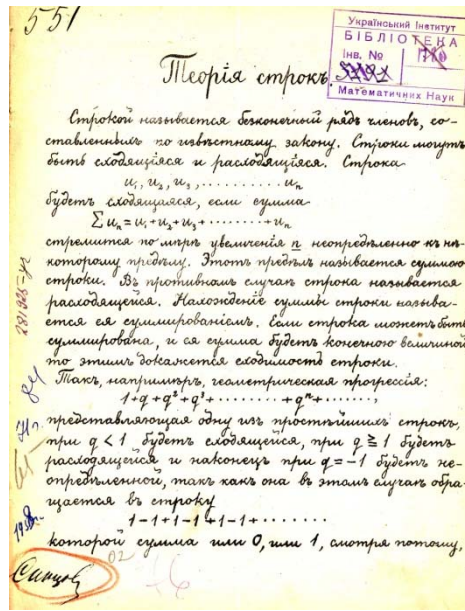 551
Український Інститут
БІБЛІОТЕКА
Інв. №
Математичних Наук
Теорія строкъ.
Строкой называется безконечный рядъ членовъ, со-
ставленныхъ по извѣстному закону. Строки могутъ
быть сходящіяся и расходящіяся. Строка
u₁, u₂, u₃, .......... uₙ
будетъ сходящаяся, если сумма
∑ uₙ = u₁+u₂+u₃+·········+uₙ
стремится по мѣрѣ увеличенія n неопредѣленно къ нѣ-
которому предѣлу. Этотъ предѣлъ называется суммою
строки. Въ противномъ случаѣ строка называется
расходящейся. Нахожденіе суммы строки называ-
ется ея суммированіемъ. Если строка можетъ быть
суммирована, и ея сумма будетъ конечною величиной
то этимъ докажется сходимость строки.
Такъ, напримѣръ, геометрическая прогрессія:
1+q+q²+q³+·········+qⁿ+·······,
представляющая одну изъ простѣйшихъ строкъ,
при q < 1 будетъ сходящейся, при q ≧ 1 будетъ
расходящейся и наконецъ при q=-1 будетъ не-
опредѣленной, такъ какъ она въ этомъ случаѣ обра-
щается въ строку
1-1+1-1+1-1+········
которой сумма или 0, или 1, смотря потому,
Синцов
02
16